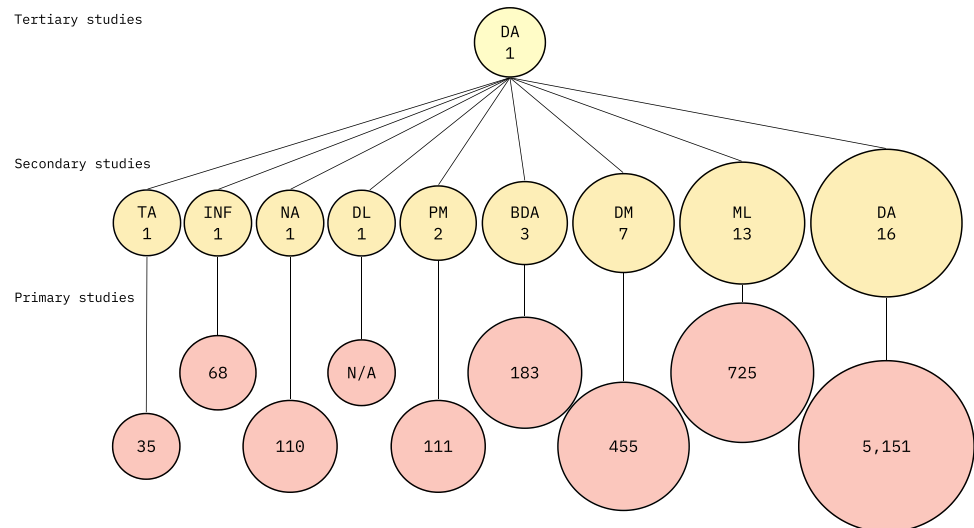 Tertiary studies
DA
1
Secondary studies
TA
1
INF
1
NA
1
DL
1
PM
2
BDA
3
DM
7
ML
13
DA
16
Primary studies
68
N/A
183
725
35
110
111
455
5,151